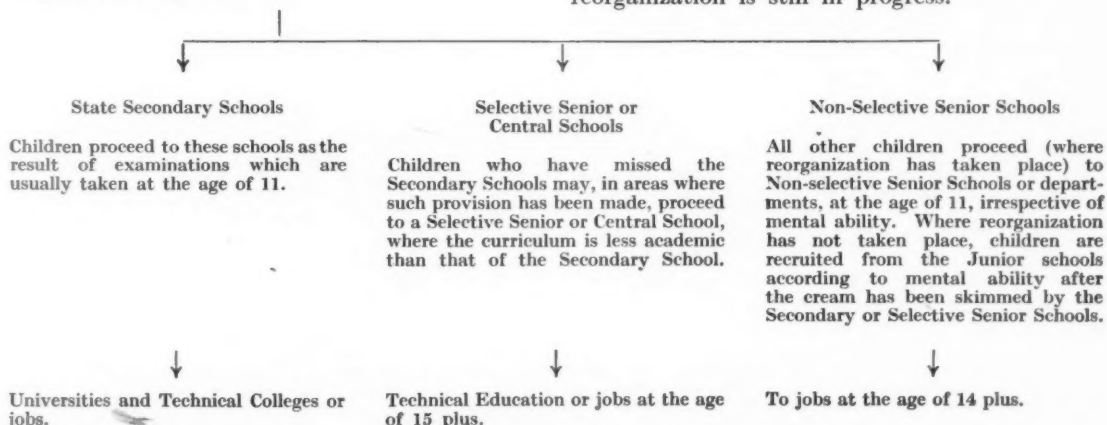 reorganization is still in progress.
State Secondary Schools
Children proceed to these schools as the
result of examinations which are
usually taken at the age of 11.
Selective Senior or
Central Schools
Children who have missed the
Secondary Schools may, in areas where
such provision has been made, proceed
to a Selective Senior or Central School,
where the curriculum is less academic
than that of the Secondary School.
Non-Selective Senior Schools
All other children proceed (where
reorganization has taken place) to
Non-selective Senior Schools or depart-
ments, at the age of 11, irrespective of
mental ability. Where reorganization
has not taken place, children are
recruited from the Junior schools
according to mental ability after
the cream has been skimmed by the
Secondary or Selective Senior Schools.
Universities and Technical Colleges or
jobs.
Technical Education or jobs at the age
of 15 plus.
To jobs at the age of 14 plus.